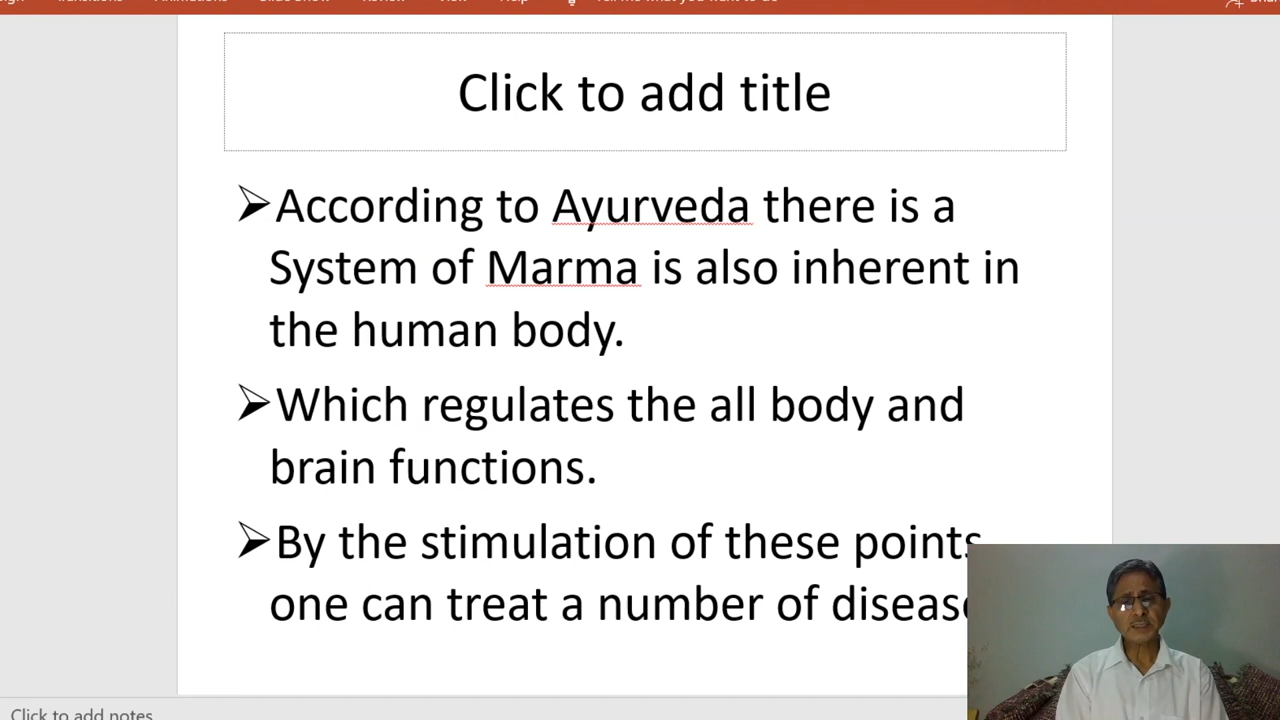 Click to add title
According to Ayurveda there is a
System of Marma is also inherent in
the human body.
Which regulates the all body and
brain functions.
By the stimulation of these points
one can treat a number of
Click to add notes